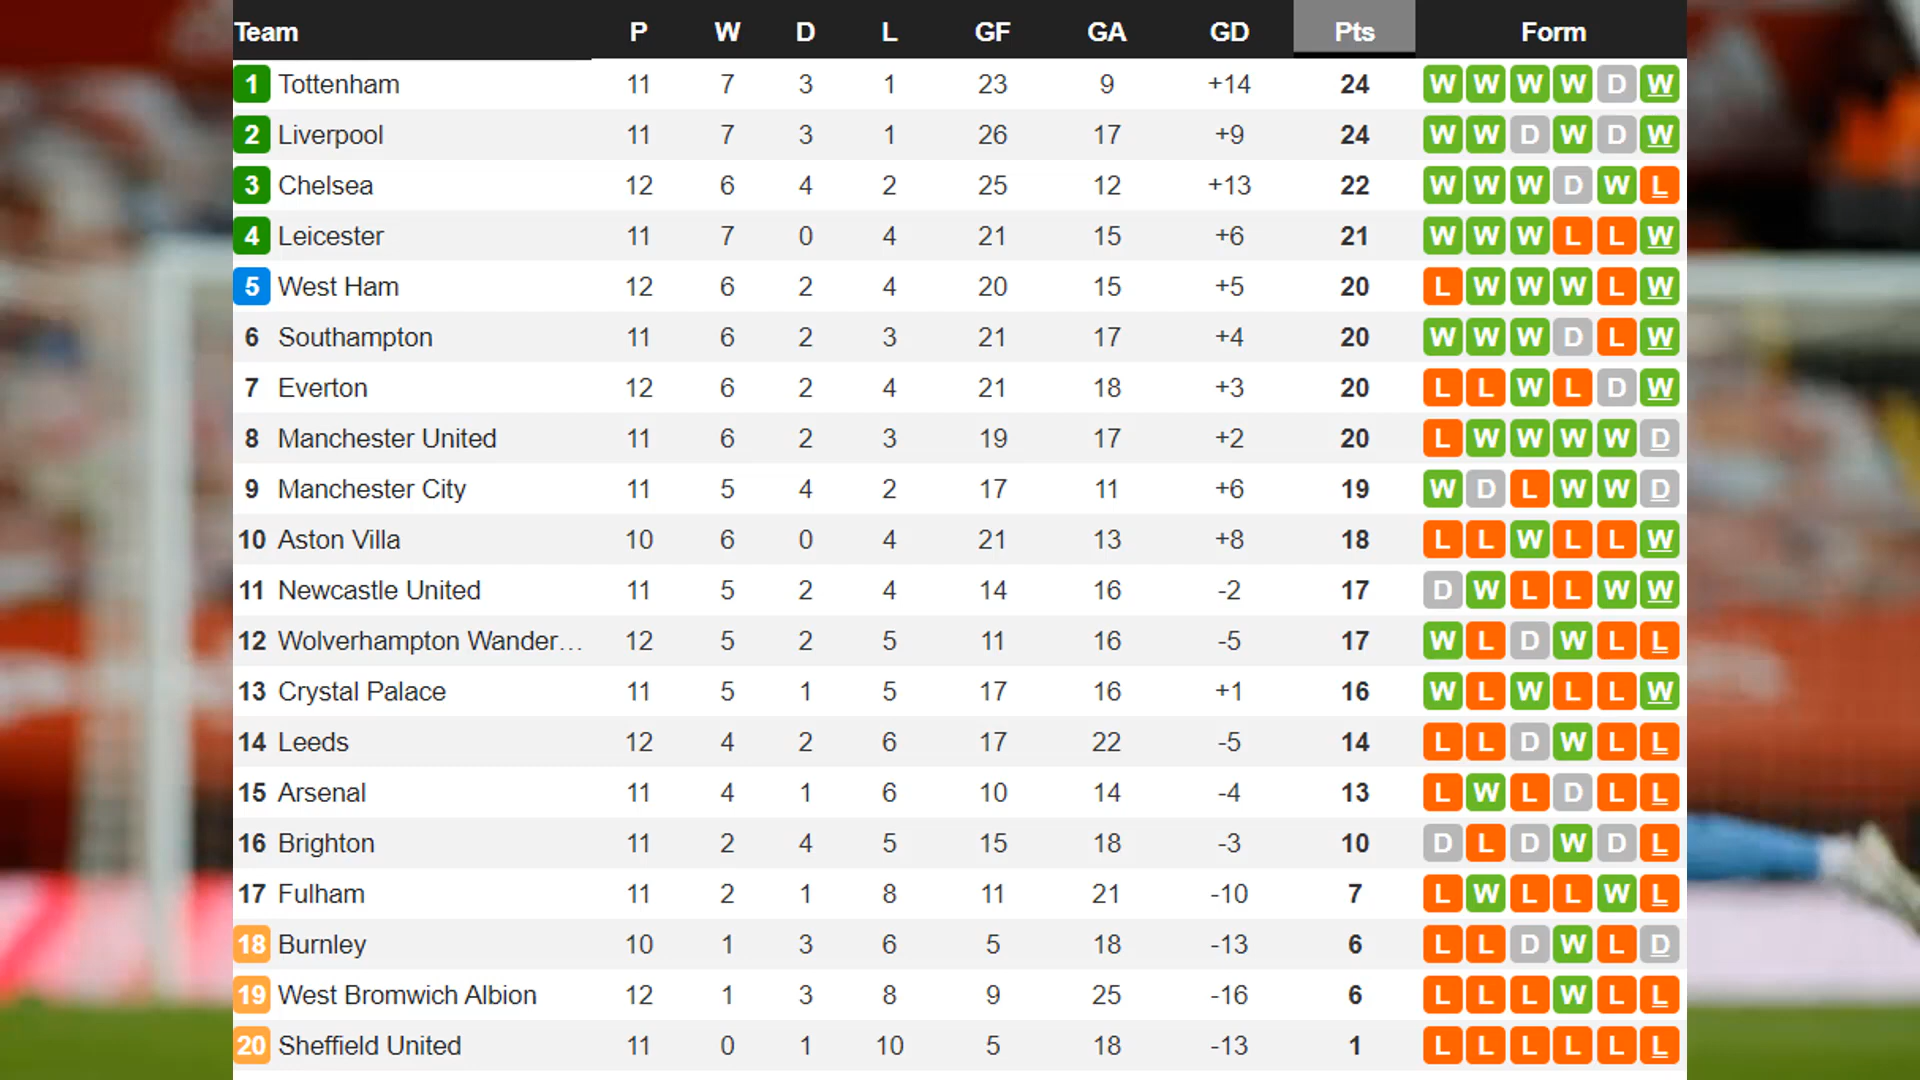 Team P W D L GF GA GD Pts Form
1 Tottenham 11 7 3 1 23 9 +14 24 W W W W D W
2 Liverpool 11 7 3 1 26 17 +9 24 W W D W D W
3 Chelsea 12 6 4 2 25 12 +13 22 W W W D W L
4 Leicester 11 7 0 4 21 15 +6 21 W W W L L W
5 West Ham 12 6 2 4 20 15 +5 20 L W W W L W
6 Southampton 11 6 2 3 21 17 +4 20 W W W D L W
7 Everton 12 6 2 4 21 18 +3 20 L L W L D W
8 Manchester United 11 6 2 3 19 17 +2 20 L W W W W D
9 Manchester City 11 5 4 2 17 11 +6 19 W D L W W D
10 Aston Villa 10 6 0 4 21 13 +8 18 L L W L L W
11 Newcastle United 11 5 2 4 14 16 -2 17 D W L L W W
12 Wolverhampton Wander... 12 5 2 5 11 16 -5 17 W L D W L L
13 Crystal Palace 11 5 1 5 17 16 +1 16 W L W L L W
14 Leeds 12 4 2 6 17 22 -5 14 L L D W L L
15 Arsenal 11 4 1 6 10 14 -4 13 L W L D L L
16 Brighton 11 2 4 5 15 18 -3 10 D L D W D L
17 Fulham 11 2 1 8 11 21 -10 7 L W L L W L
18 Burnley 10 1 3 6 5 18 -13 6 L L D W L D
19 West Bromwich Albion 12 1 3 8 9 25 -16 6 L L L W L L
20 Sheffield United 11 0 1 10 5 18 -13 1 L L L L L L